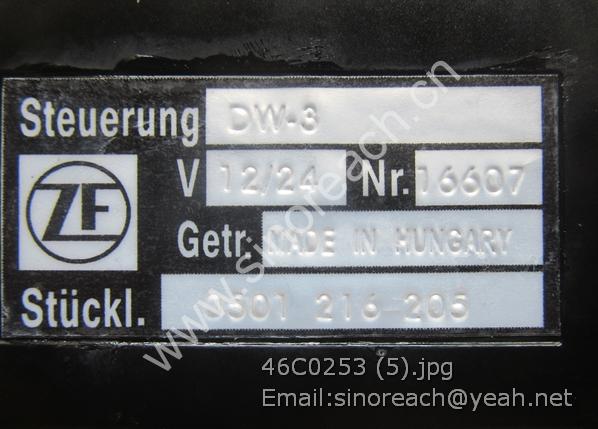 Steuerung DW-3
ZF
V 12/24 Nr. 16607
Getr. MADE IN HUNGARY
Stückl. 0501 216-205
www.sinoreach.cn
46C0253 (5).jpg
Email:sinoreach@yeah.net